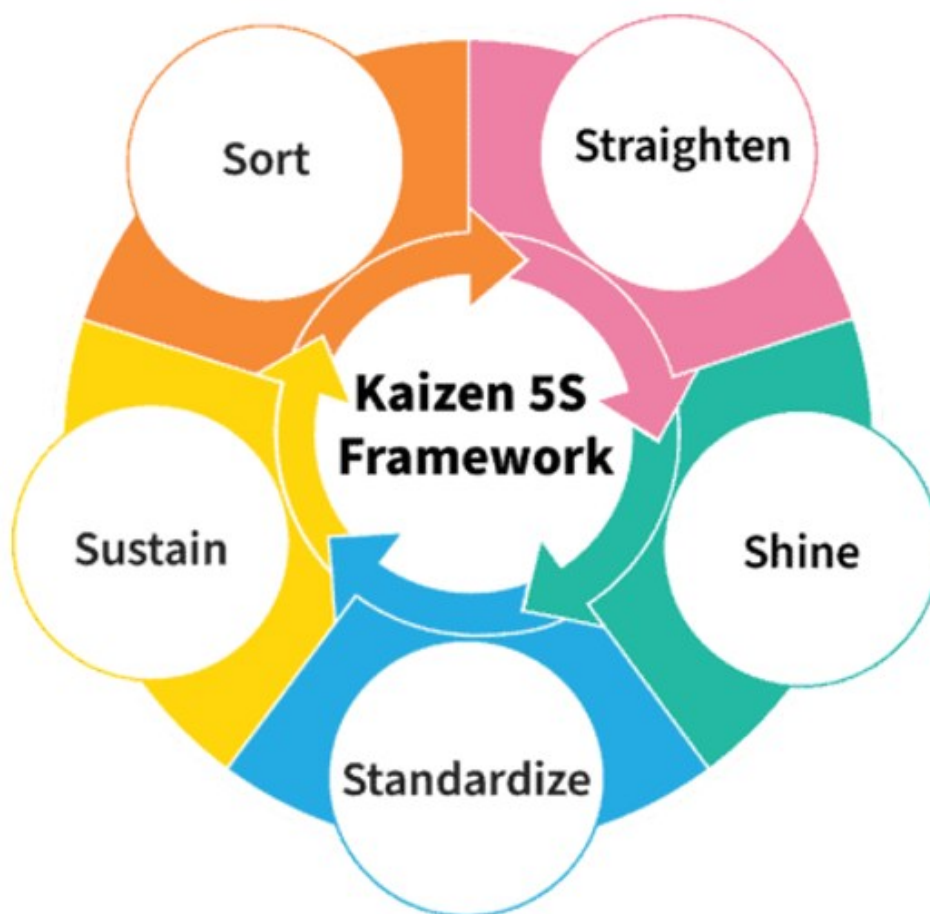 Sort
Straighten
Kaizen 5S
Framework
Sustain
Shine
Standardize